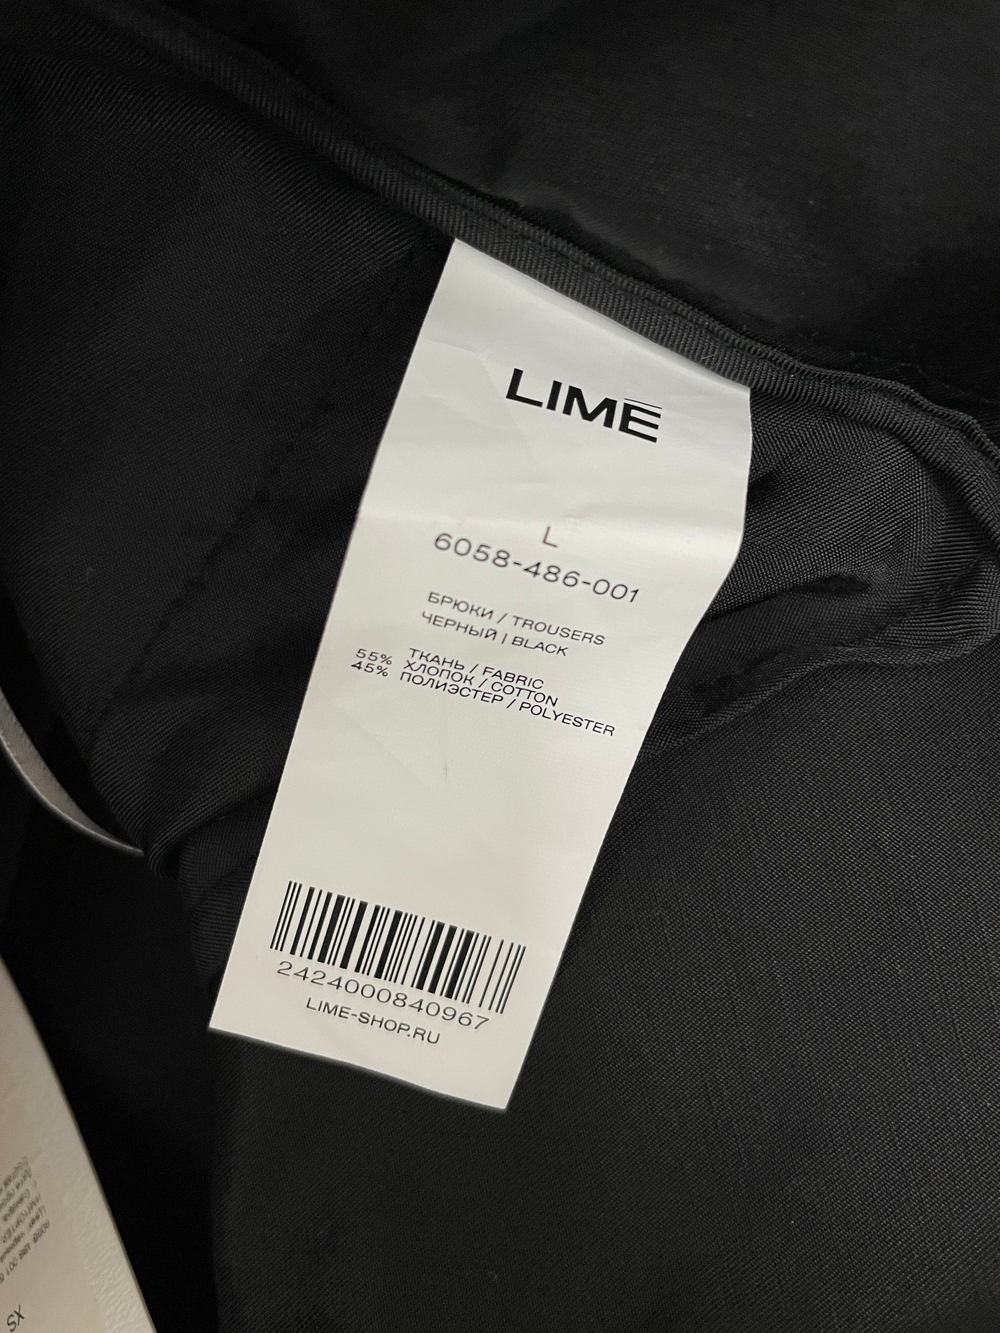 LIMĒ
L
6058-486-001
БРЮКИ / TROUSERS
ЧЕРНЫЙ / BLACK
ТКАНЬ / FABRIC
55% ХЛОПОК / COTTON
45% ПОЛИЭСТЕР / POLYESTER
2424000840967
LIME-SHOP.RU
XS